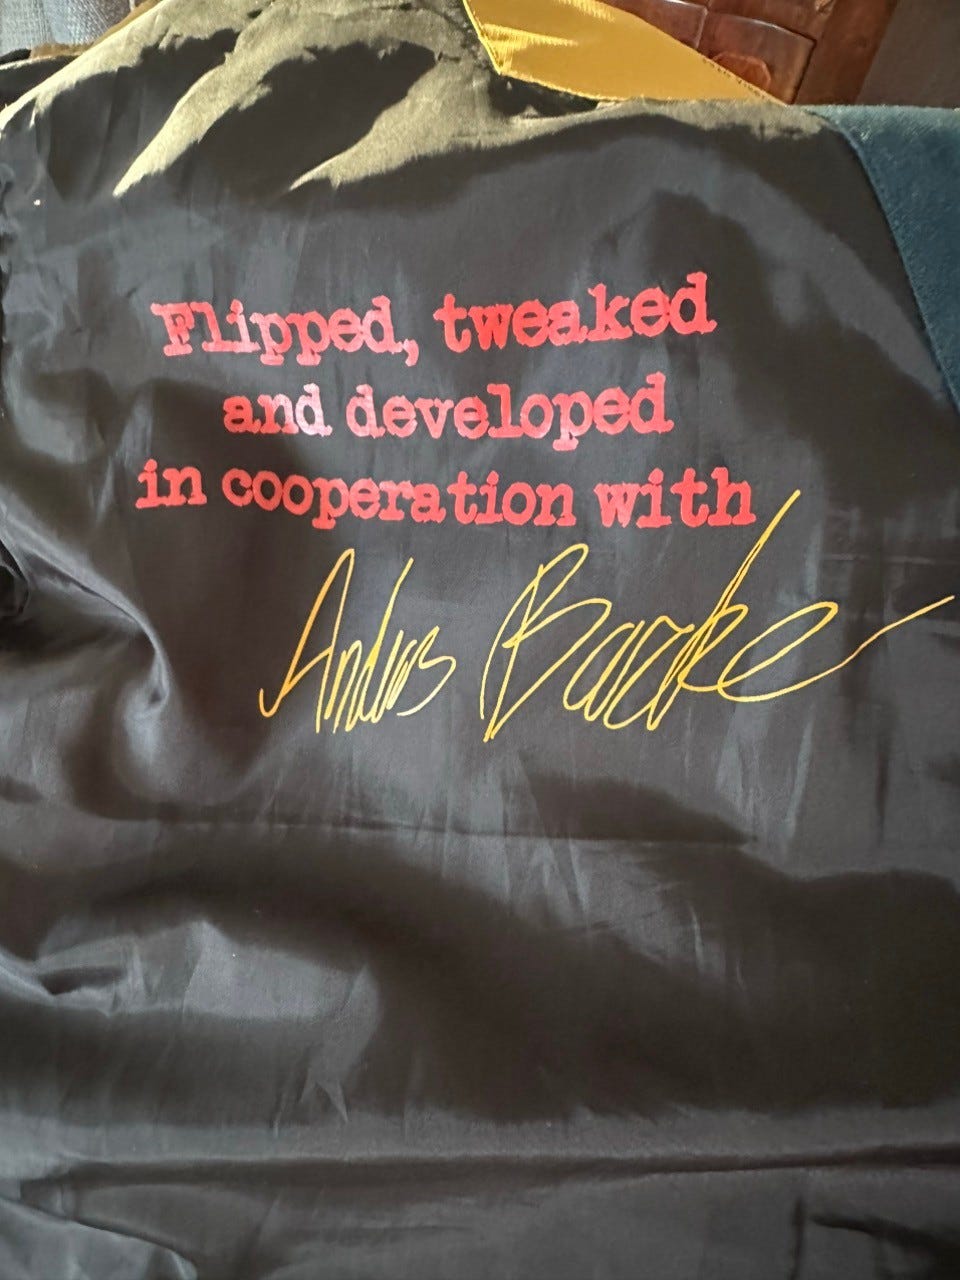 Flipped, tweaked
and developed
in cooperation with